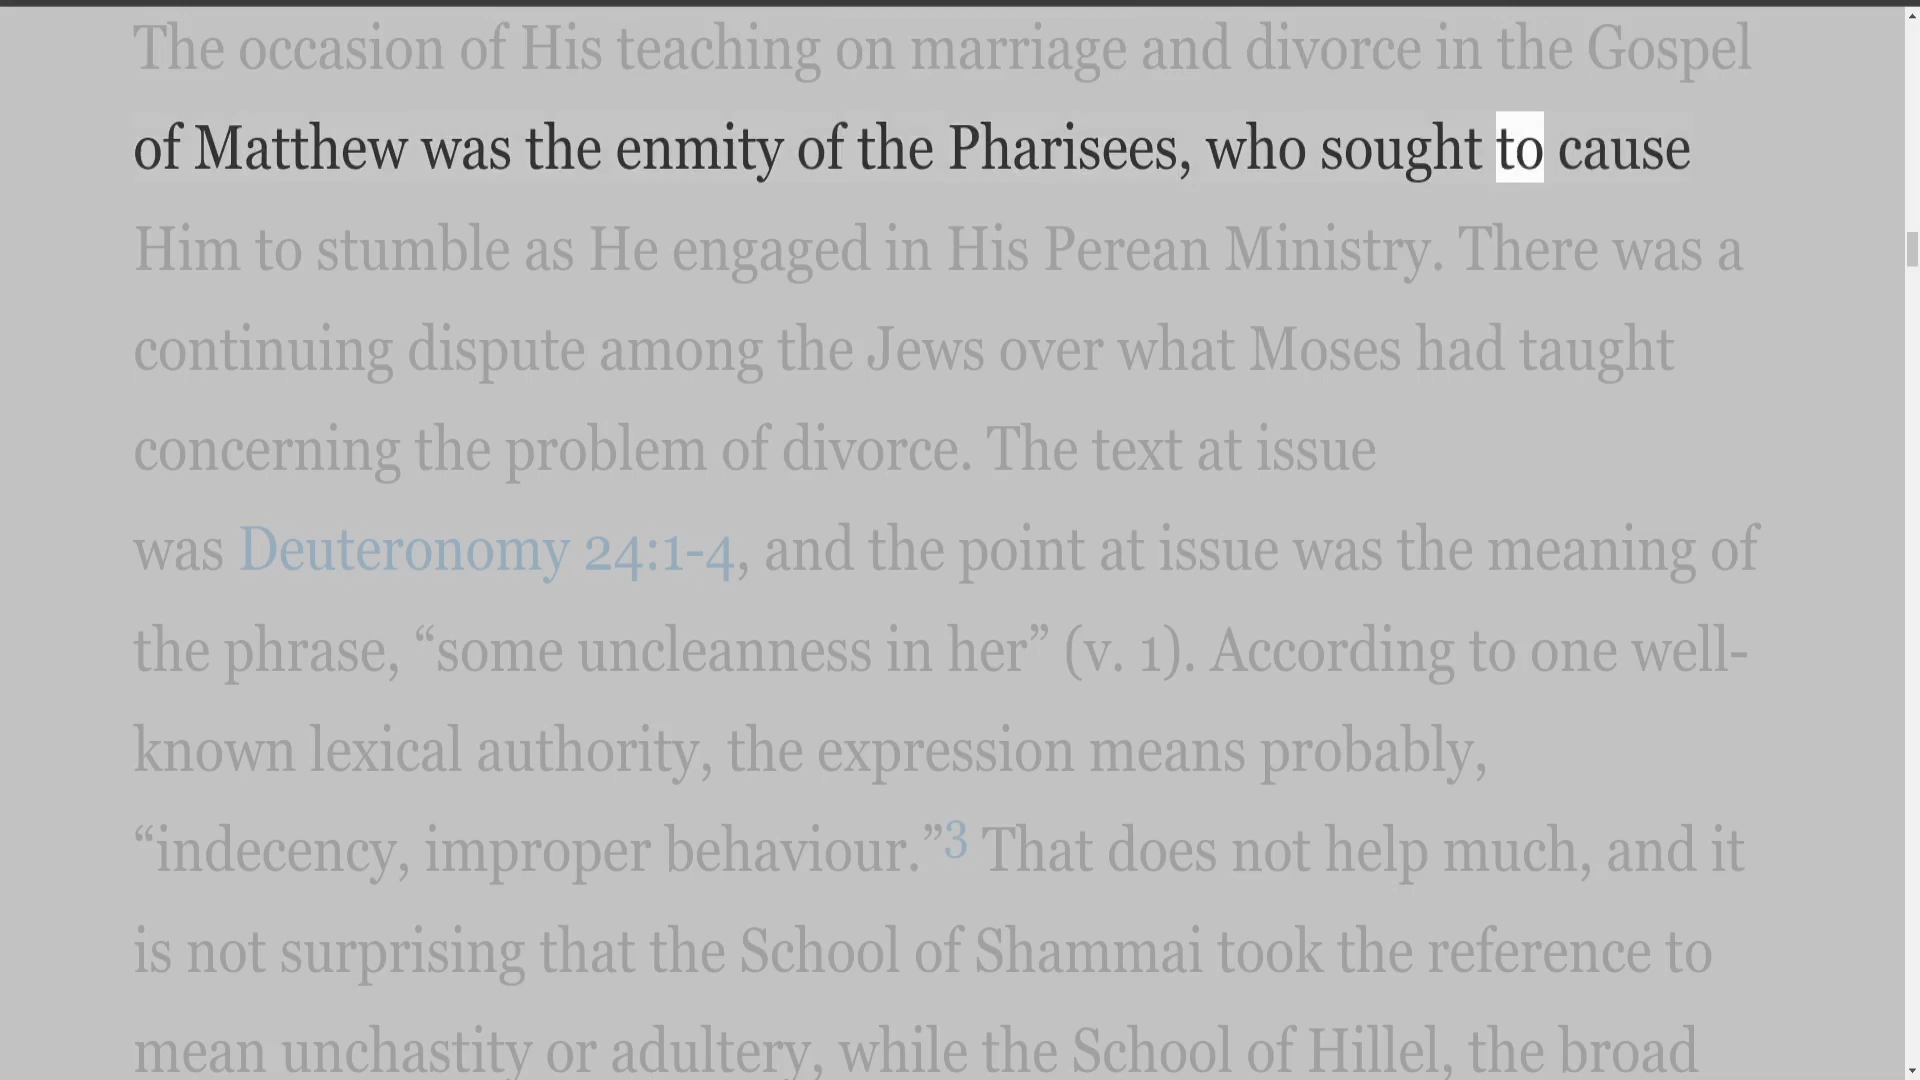 The occasion of His teaching on marriage and divorce in the Gospel
of Matthew was the enmity of the Pharisees, who sought to cause
Him to stumble as He engaged in His Perean Ministry. There was a
continuing dispute among the Jews over what Moses had taught
concerning the problem of divorce. The text at issue
was Deuteronomy 24:1-4, and the point at issue was the meaning of
the phrase, “some uncleanness in her” (v. 1). According to one well-
known lexical authority, the expression means probably,
“indecency, improper behaviour.”3 That does not help much, and it
is not surprising that the School of Shammai took the reference to
mean unchastity or adultery, while the School of Hillel, the broad